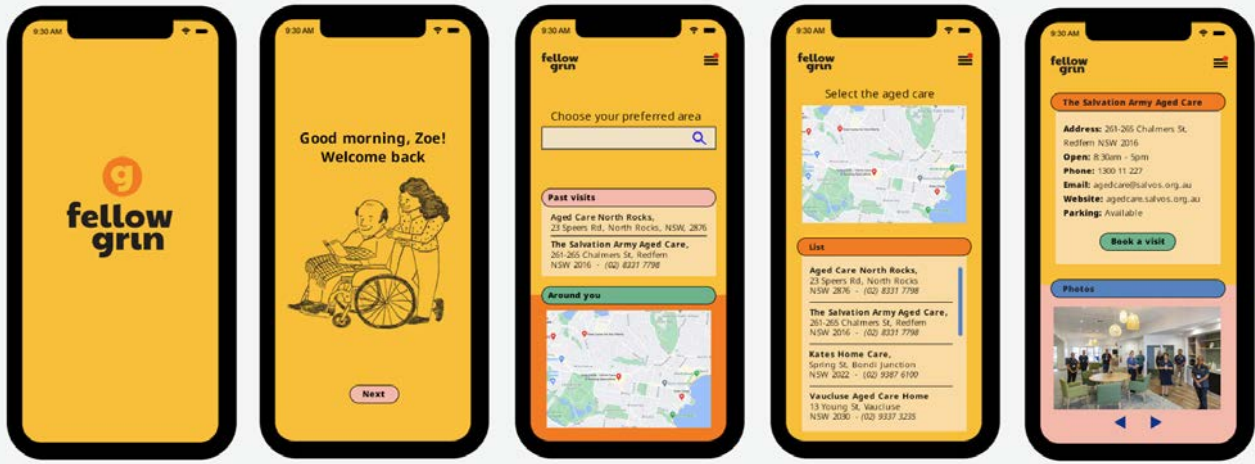 9:30 AM
g
fellow
grin
9:30 AM
Good morning, Zoe!
Welcome back
Next
9:30 AM
fellow
grin
Choose your preferred area
Past visits
Aged Care North Rocks,
23 Speers Rd, North Rocks, NSW, 2876
The Salvation Army Aged Care,
261-265 Chalmers St, Redfern
NSW 2016 - (02) 8331 7798
Around you
9:30 AM
fellow
grin
Select the aged care
List
Aged Care North Rocks,
23 Speers Rd, North Rocks
NSW 2876 - (02) 8331 7798
The Salvation Army Aged Care,
261-265 Chalmers St, Redfern
NSW 2016 - (02) 8331 7798
Kates Home Care,
Spring St, Bondi Junction
NSW 2022 - (02) 9387 6100
Vaucluse Aged Care Home
13 Young St, Vaucluse
NSW 2030 - (02) 9337 3235
9:30 AM
fellow
grin
The Salvation Army Aged Care
Address: 261-265 Chalmers St,
Redfern NSW 2016
Open: 8:30am - 5pm
Phone: 1300 11 227
Email: agedcare@salvos.org.au
Website: agedcare.salvos.org.au
Parking: Available
Book a visit
Photos